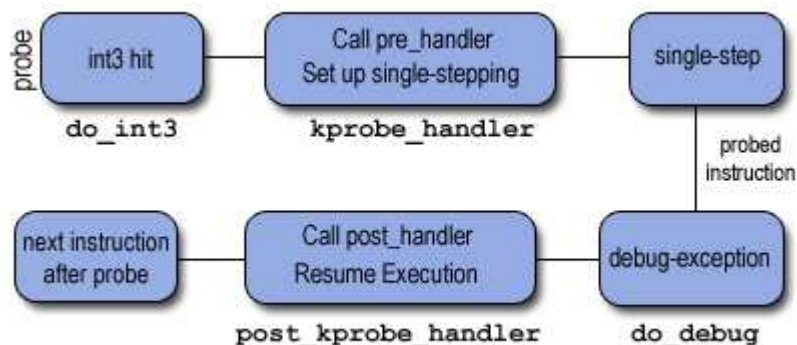 probe
int3 hit
Call pre_handler
Set up single-stepping
single-step
do_int3
kprobe_handler
probed
instruction
next instruction
after probe
Call post_handler
Resume Execution
debug-exception
post_kprobe_handler
do_debug